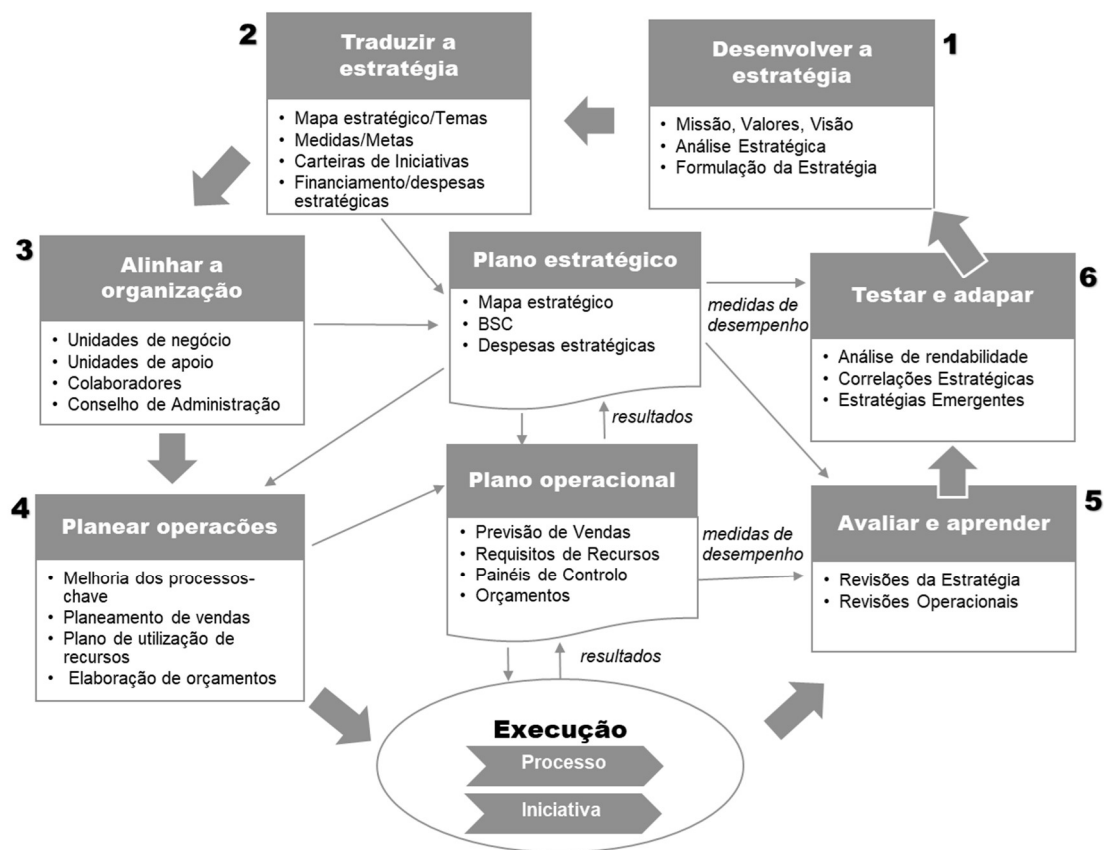 1
Desenvolver a
estratégia
• Missão, Valores, Visão
• Análise Estratégica
• Formulação da Estratégia
2
Traduzir a
estratégia
• Mapa estratégico/Temas
• Medidas/Metas
• Carteiras de Iniciativas
• Financiamento/despesas
estratégicas
3
Alinhar a
organização
• Unidades de negócio
• Unidades de apoio
• Colaboradores
• Conselho de Administração
Plano estratégico
• Mapa estratégico
• BSC
• Despesas estratégicas
medidas de
desempenho
6
Testar e adapar
• Análise de rendabilidade
• Correlações Estratégicas
• Estratégias Emergentes
resultados
4
Planear operacões
• Melhoria dos processos-
chave
• Planeamento de vendas
• Plano de utilização de
recursos
• Elaboração de orçamentos
Plano operacional
• Previsão de Vendas
• Requisitos de Recursos
• Painéis de Controlo
• Orçamentos
medidas de
desempenho
5
Avaliar e aprender
• Revisões da Estratégia
• Revisões Operacionais
resultados
Execução
Processo
Iniciativa